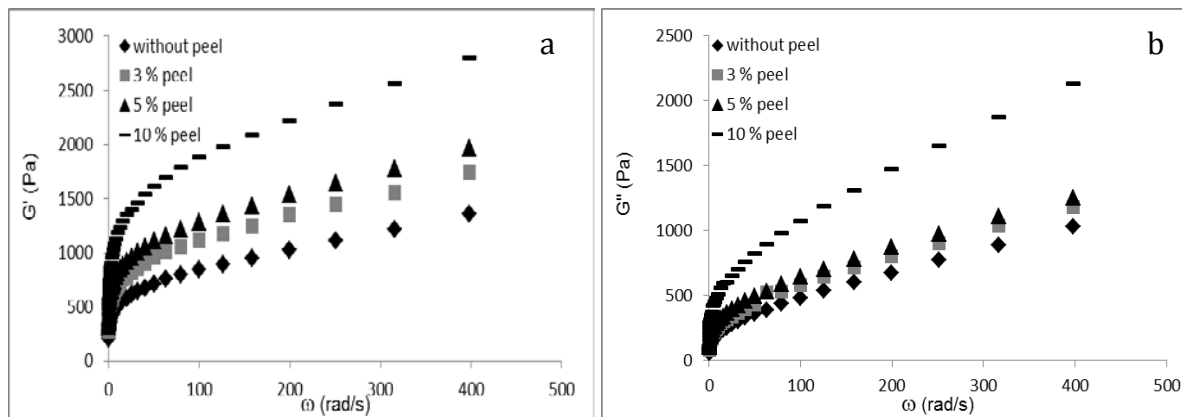 a
3000
2500
2000
1500
1000
500
0
G' (Pa)
without peel
3 % peel
5 % peel
10 % peel
0 100 200 300 400 500
ω (rad/s)
b
2500
2000
1500
1000
500
0
G'' (Pa)
without peel
3 % peel
5 % peel
10 % peel
0 100 200 300 400 500
ω (rad/s)